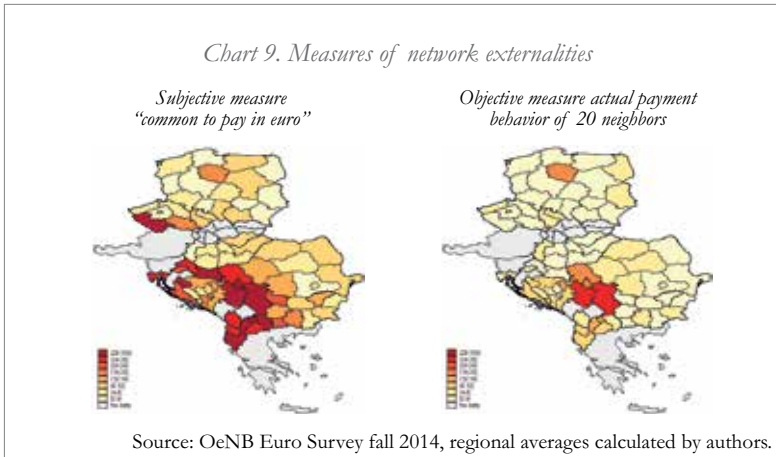 Chart 9. Measures of network externalities
Subjective measure
“common to pay in euro”
Objective measure actual payment
behavior of 20 neighbors
Source: OeNB Euro Survey fall 2014, regional averages calculated by authors.